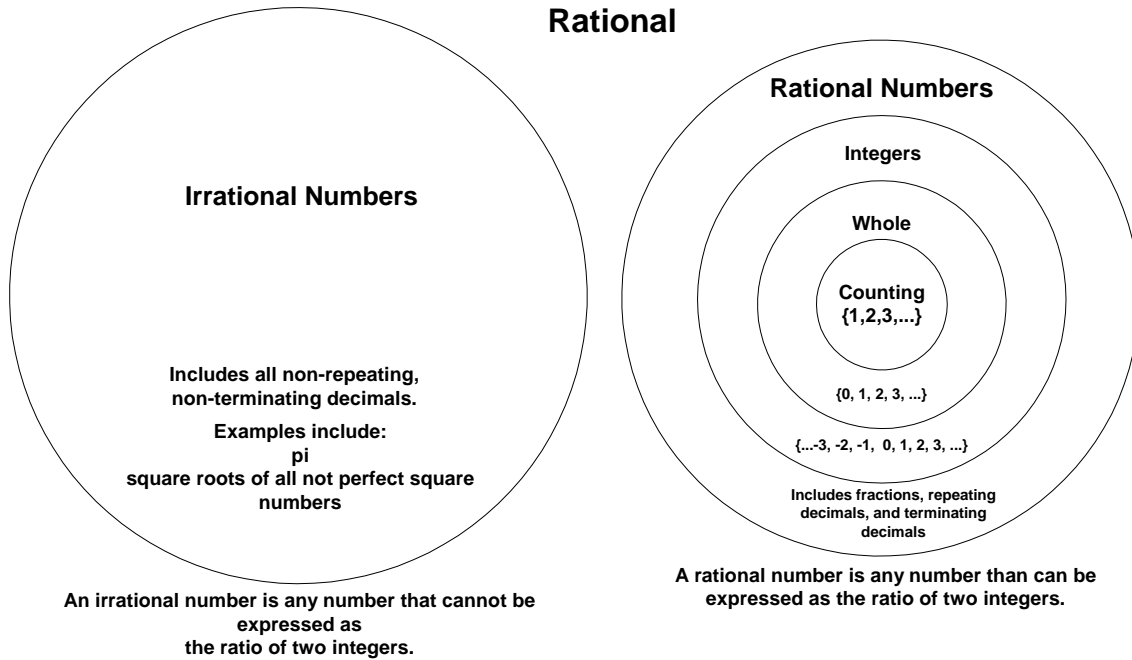 Rational
Irrational Numbers
Includes all non-repeating,
non-terminating decimals.
Examples include:
pi
square roots of all not perfect square
numbers
An irrational number is any number that cannot be
expressed as
the ratio of two integers.
Rational Numbers
Integers
Whole
Counting
{1,2,3,...}
{0, 1, 2, 3, ...}
{...-3, -2, -1, 0, 1, 2, 3, ...}
Includes fractions, repeating
decimals, and terminating
decimals
A rational number is any number than can be
expressed as the ratio of two integers.